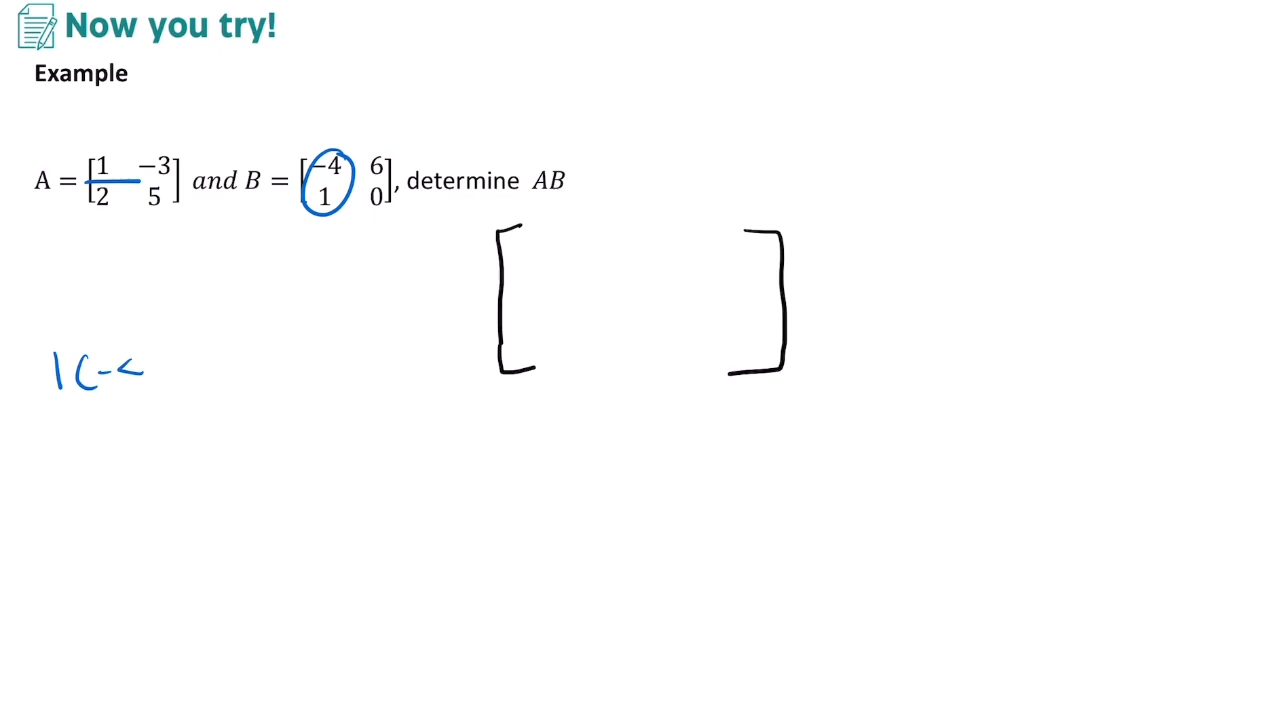 Now you try!
Example
A = [1 −3] and B = [−4 6], determine AB
[2 5] [1 0]
1(-